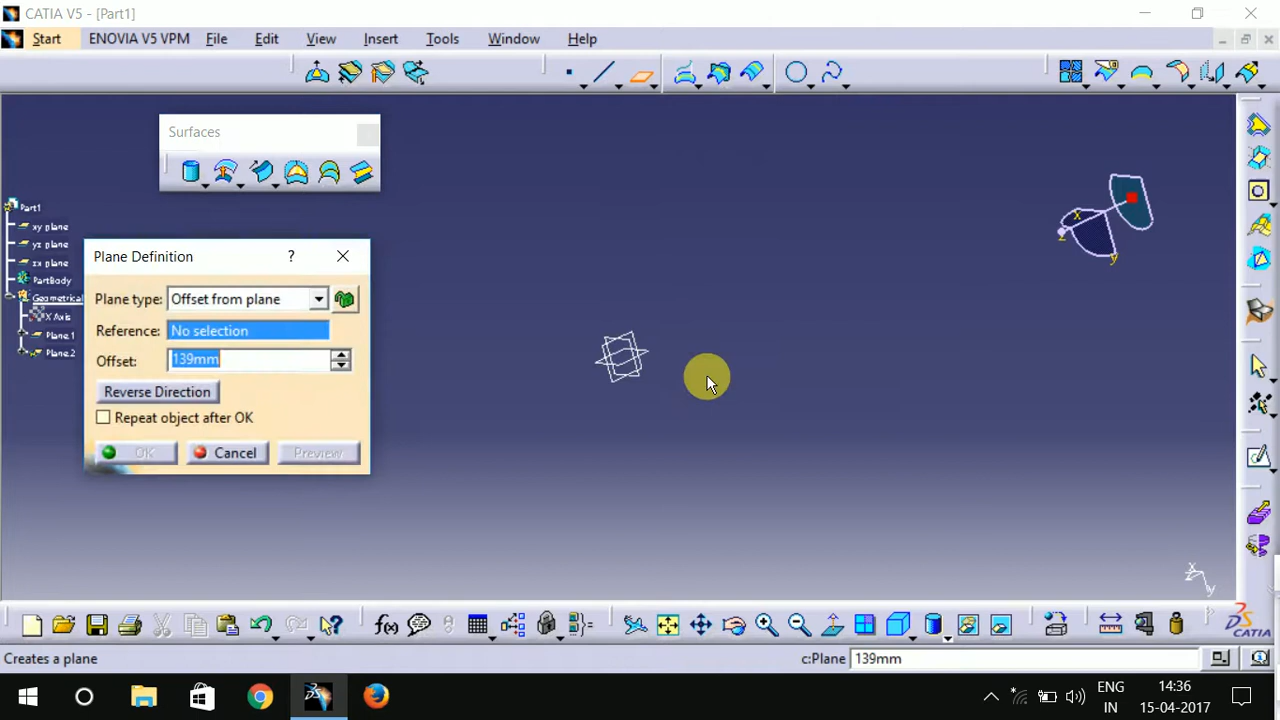 CATIA V5 - [Part1]
Start ENOVIA V5 VPM File Edit View Insert Tools Window Help
Surfaces
Part1
xy plane
yz plane
zx plane
PartBody
Geometrical
X Axis
Plane.1
Plane.2
Plane Definition ?
Plane type: Offset from plane
Reference: No selection
Offset: 139mm
Reverse Direction
Repeat object after OK
OK Cancel Preview
x
z
y
x
z
y
f(x)
CATIA
Creates a plane c:Plane 139mm
ENG 14:36
IN 15-04-2017